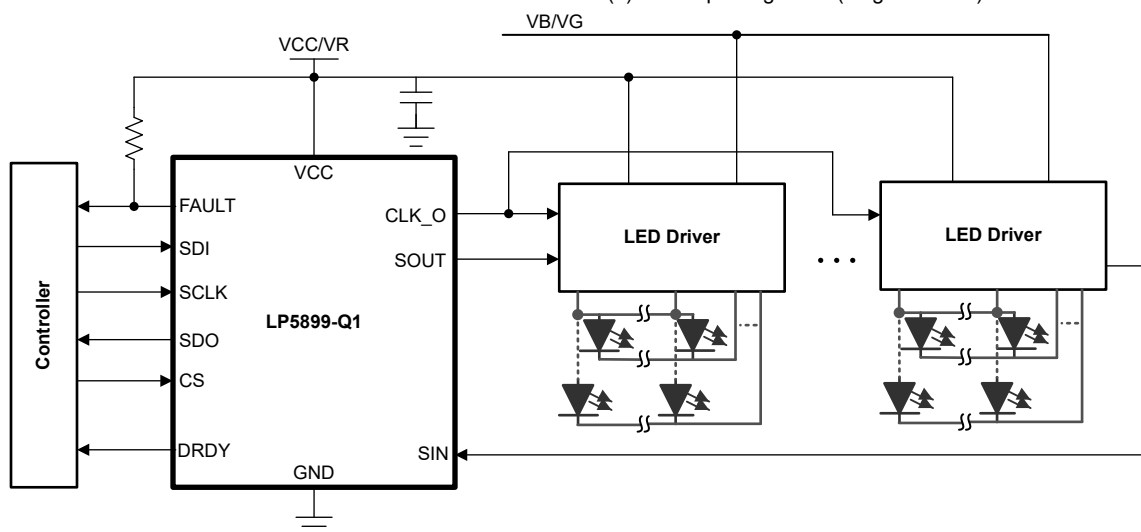 VB/VG
VCC/VR
VCC
FAULT
SDI
SCLK
SDO
CS
DRDY
GND
CLK_O
SOUT
SIN
LP5899-Q1
Controller
LED Driver
LED Driver